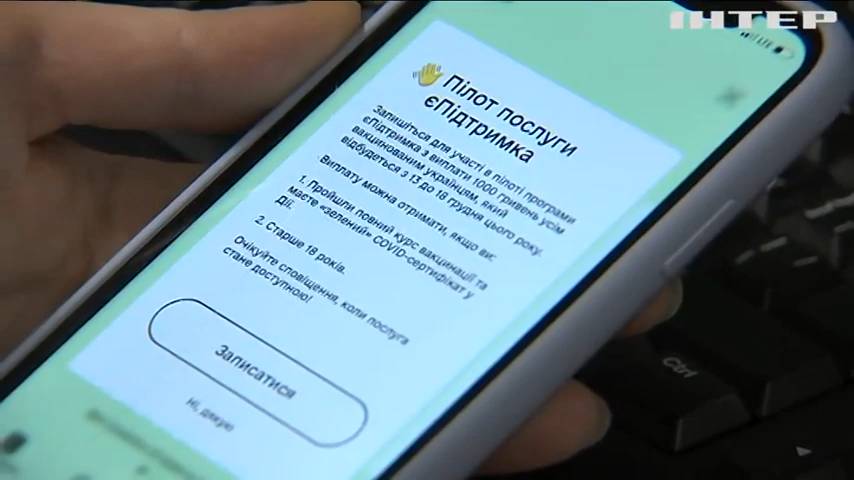 ІНТЕР
LTE
👋 Пілот послуги
єПідтримка
Запишіться для участі в пілоті програми
єПідтримка з виплати 1000 гривень усім
вакцинованим українцям, який
відбудеться з 13 до 18 грудня цього року.
Виплату можна отримати, якщо ви:
1. Пройшли повний курс вакцинації та
маєте «зелений» COVID-сертифікат у
Дії.
2. Старше 18 років.
Очікуйте сповіщення, коли послуга
стане доступною!
Записатися
Ні, дякую
Ctrl